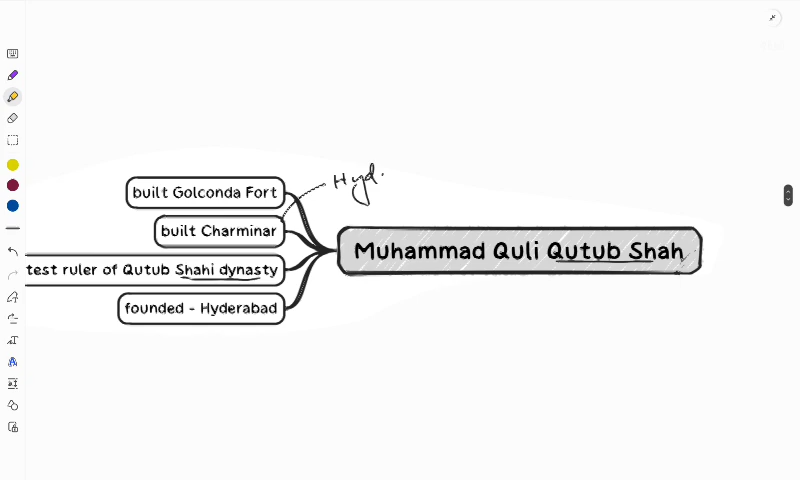 built Golconda Fort
Hyd.
built Charminar
Muhammad Quli Qutub Shah
test ruler of Qutub Shahi dynasty
founded - Hyderabad